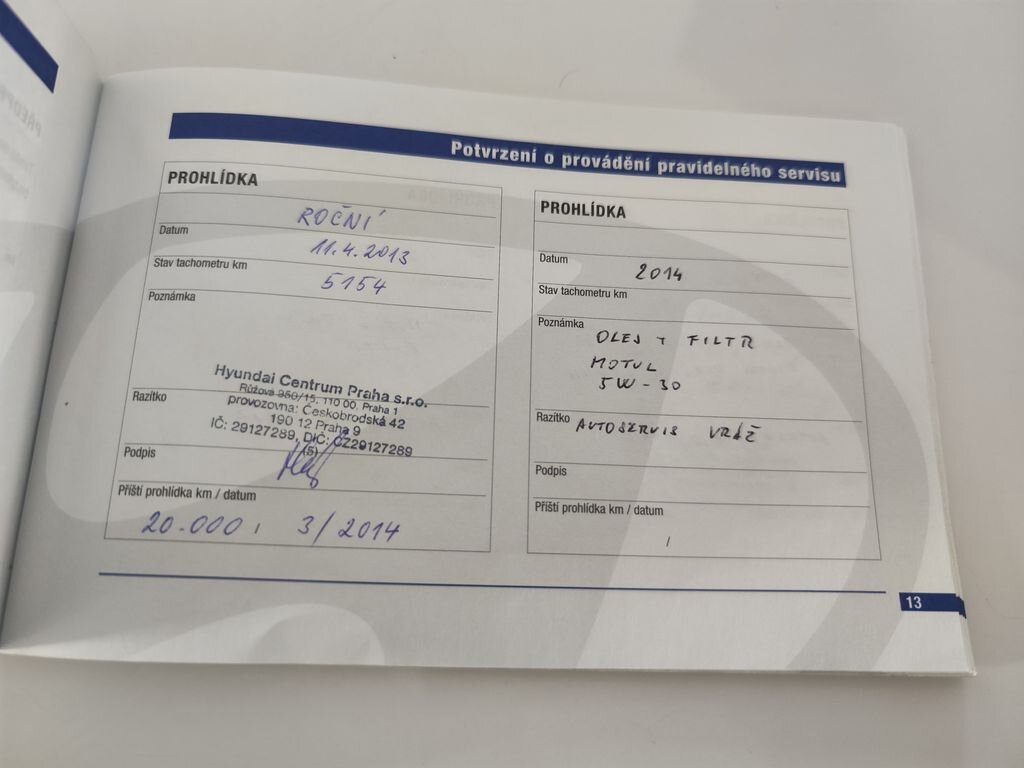 Potvrzení o provádění pravidelného servisu
PROHLÍDKA
ROČNÍ
Datum
11.4.2013
Stav tachometru km
5154
Poznámka
Hyundai Centrum Praha s.r.o.
Růžová 950/15, 110 00, Praha 1
provozovna: Českobrodská 42
190 12 Praha 9
IČ: 29127289, DIČ: CZ29127289
(5)
Razítko
Podpis
Příští prohlídka km / datum
20.000 / 3/2014
PROHLÍDKA
Datum
2014
Stav tachometru km
Poznámka
OLEJ + FILTR
MOTUL
5W-30
Razítko
AUTOSERVIS VRÁŽ
Podpis
Příští prohlídka km / datum
/
13